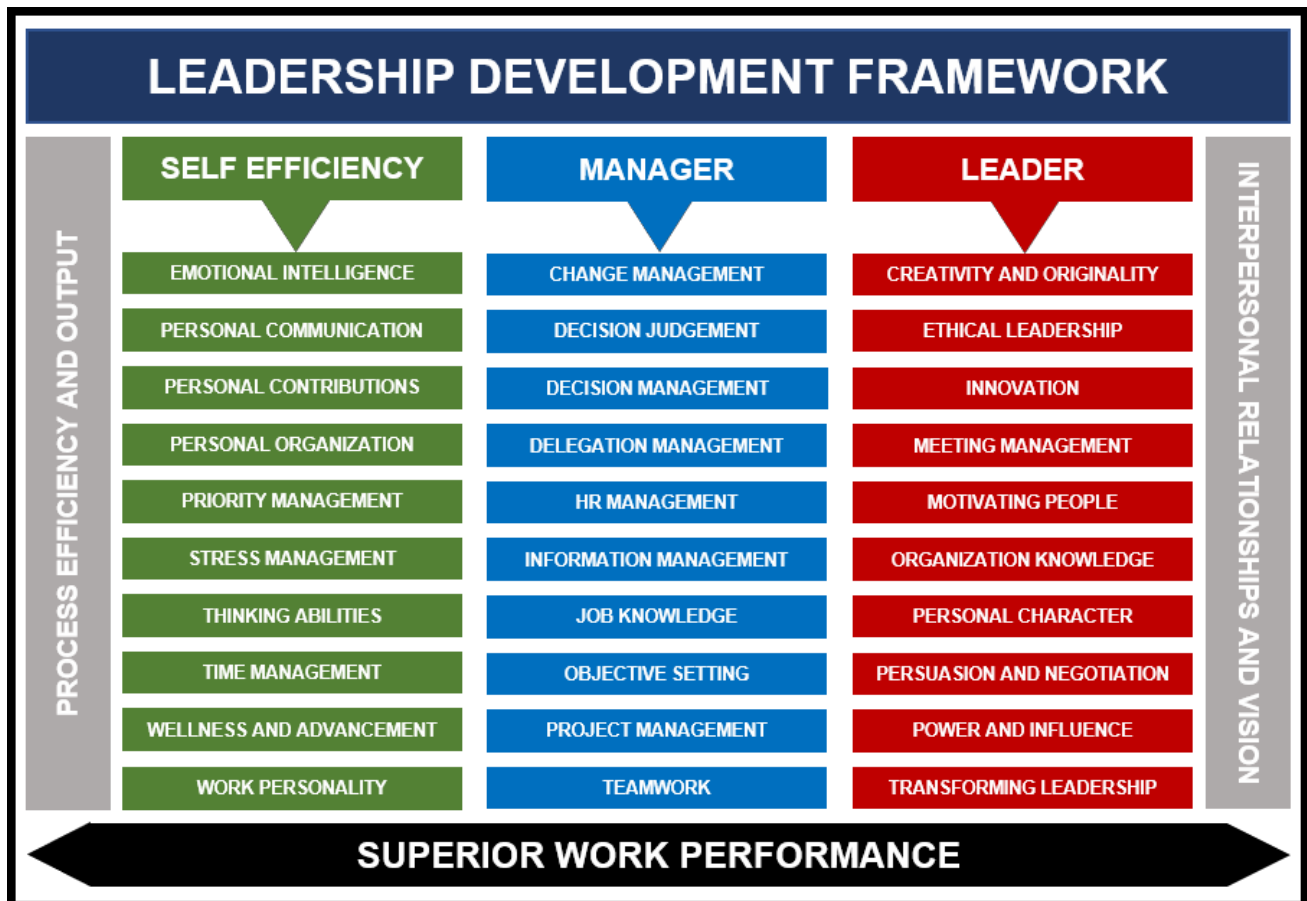 LEADERSHIP DEVELOPMENT FRAMEWORK
PROCESS EFFICIENCY AND OUTPUT
SELF EFFICIENCY
EMOTIONAL INTELLIGENCE
PERSONAL COMMUNICATION
PERSONAL CONTRIBUTIONS
PERSONAL ORGANIZATION
PRIORITY MANAGEMENT
STRESS MANAGEMENT
THINKING ABILITIES
TIME MANAGEMENT
WELLNESS AND ADVANCEMENT
WORK PERSONALITY
MANAGER
CHANGE MANAGEMENT
DECISION JUDGEMENT
DECISION MANAGEMENT
DELEGATION MANAGEMENT
HR MANAGEMENT
INFORMATION MANAGEMENT
JOB KNOWLEDGE
OBJECTIVE SETTING
PROJECT MANAGEMENT
TEAMWORK
LEADER
CREATIVITY AND ORIGINALITY
ETHICAL LEADERSHIP
INNOVATION
MEETING MANAGEMENT
MOTIVATING PEOPLE
ORGANIZATION KNOWLEDGE
PERSONAL CHARACTER
PERSUASION AND NEGOTIATION
POWER AND INFLUENCE
TRANSFORMING LEADERSHIP
INTERPERSONAL RELATIONSHIPS AND VISION
SUPERIOR WORK PERFORMANCE